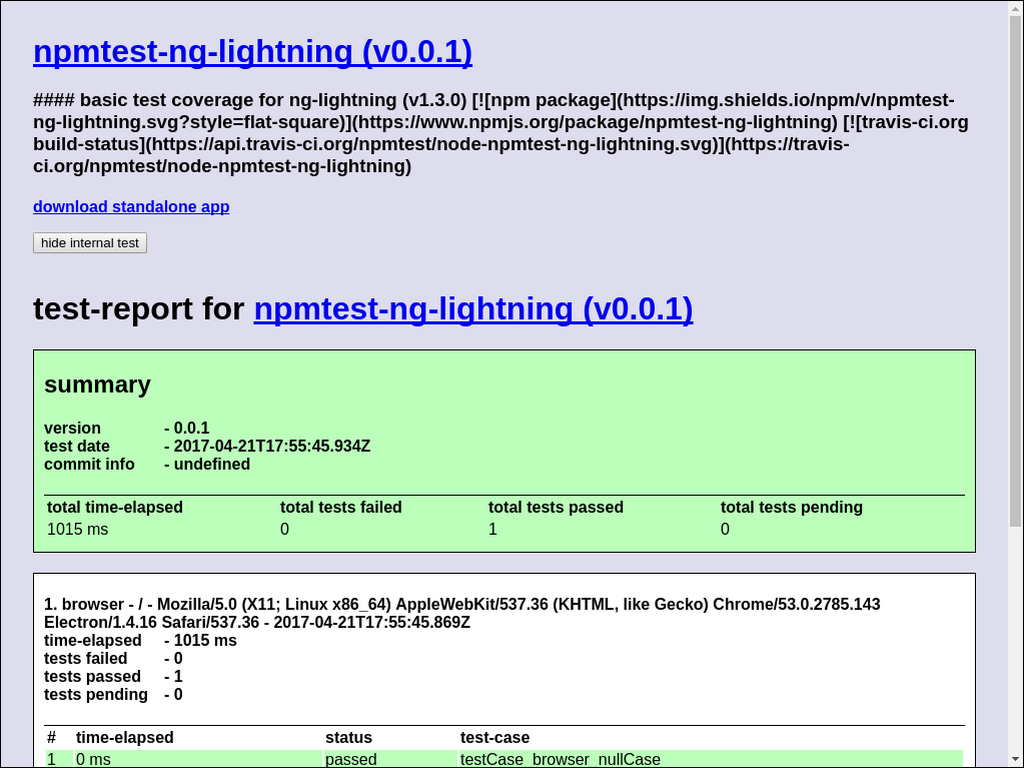 npmtest-ng-lightning (v0.0.1)
#### basic test coverage for ng-lightning (v1.3.0) [![npm package](https://img.shields.io/npm/v/npmtest-
ng-lightning.svg?style=flat-square)](https://www.npmjs.org/package/npmtest-ng-lightning) [![travis-ci.org
build-status](https://api.travis-ci.org/npmtest/node-npmtest-ng-lightning.svg)](https://travis-
ci.org/npmtest/node-npmtest-ng-lightning)
download standalone app
hide internal test
test-report for npmtest-ng-lightning (v0.0.1)
summary
version - 0.0.1
test date - 2017-04-21T17:55:45.934Z
commit info - undefined
total time-elapsed total tests failed total tests passed total tests pending
1015 ms 0 1 0
1. browser - / - Mozilla/5.0 (X11; Linux x86_64) AppleWebKit/537.36 (KHTML, like Gecko) Chrome/53.0.2785.143
Electron/1.4.16 Safari/537.36 - 2017-04-21T17:55:45.869Z
time-elapsed - 1015 ms
tests failed - 0
tests passed - 1
tests pending - 0
# time-elapsed status test-case
1 0 ms passed testCase_browser_nullCase